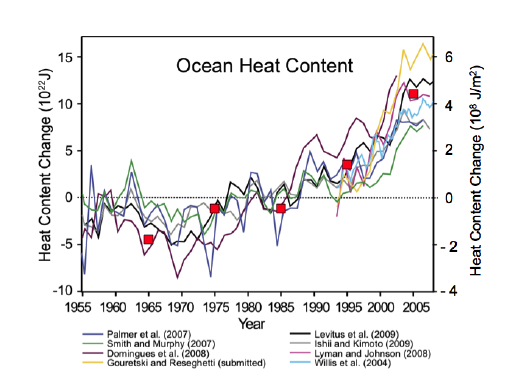 Ocean Heat Content
Heat Content Change (10²²J)
15
10
5
0
-5
-10
6
4
2
0
- 2
- 4
Heat Content Change (10⁸ J/m²)
1955 1960 1965 1970 1975 1980 1985 1990 1995 2000 2005
Year
Palmer et al. (2007)
Smith and Murphy (2007)
Domingues et al. (2008)
Gouretski and Reseghetti (submitted)
Levitus et al. (2009)
Ishii and Kimoto (2009)
Lyman and Johnson (2008)
Willis et al. (2004)